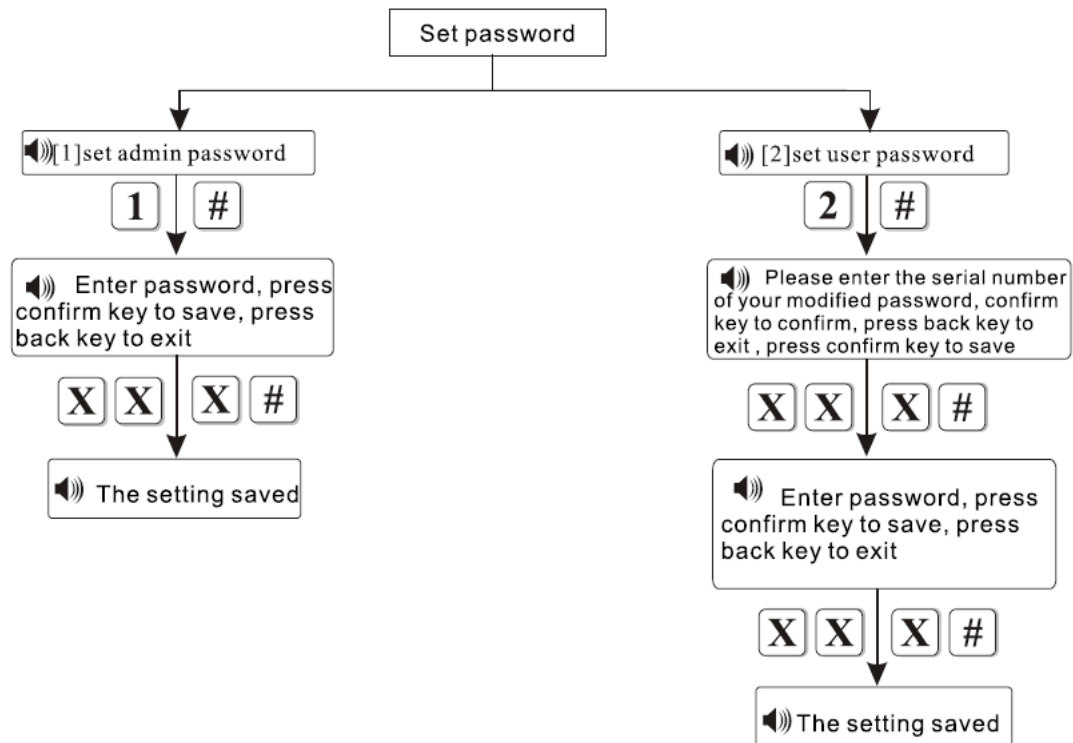 Set password
[1]set admin password
[2]set user password
1 #
2 #
Enter password, press
confirm key to save, press
back key to exit
Please enter the serial number
of your modified password, confirm
key to confirm, press back key to
exit , press confirm key to save
X X X #
X X X #
The setting saved
Enter password, press
confirm key to save, press
back key to exit
X X X #
The setting saved